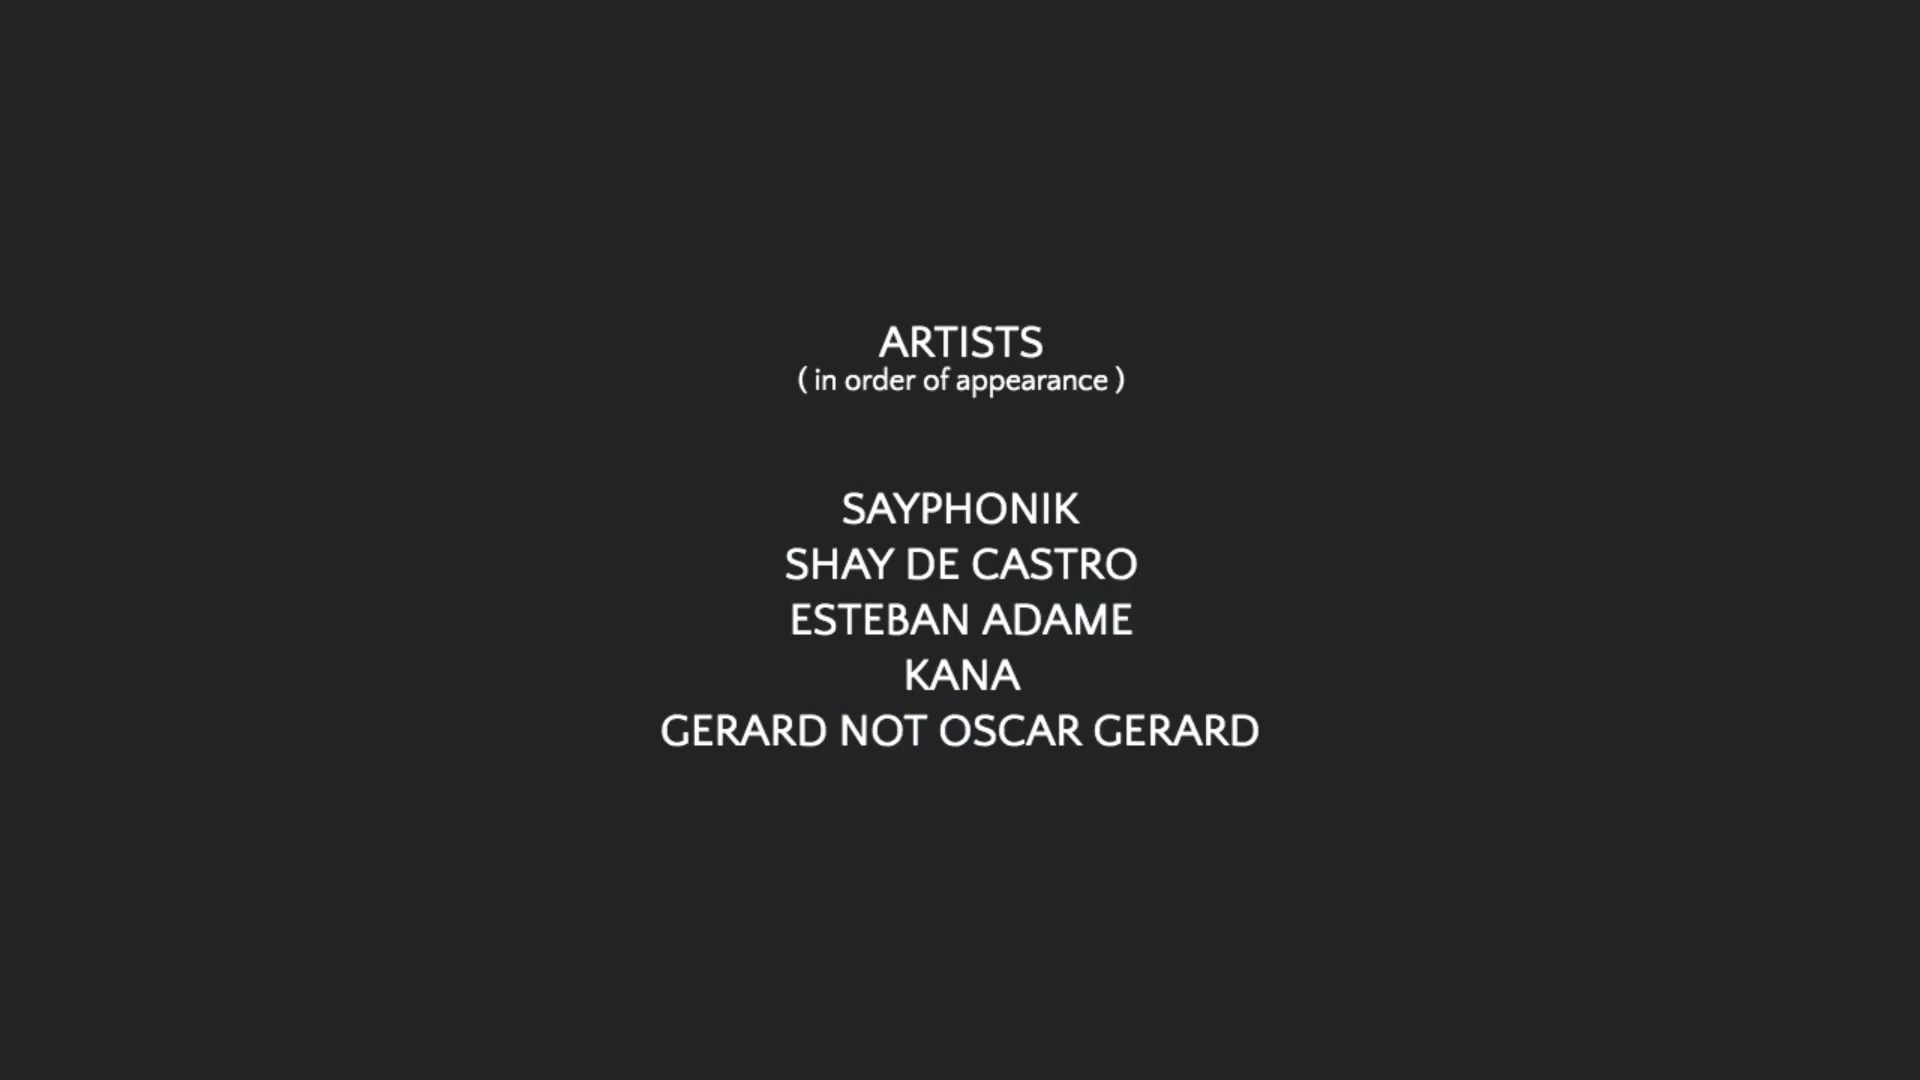 ARTISTS
( in order of appearance )
SAYPHONIK
SHAY DE CASTRO
ESTEBAN ADAME
KANA
GERARD NOT OSCAR GERARD